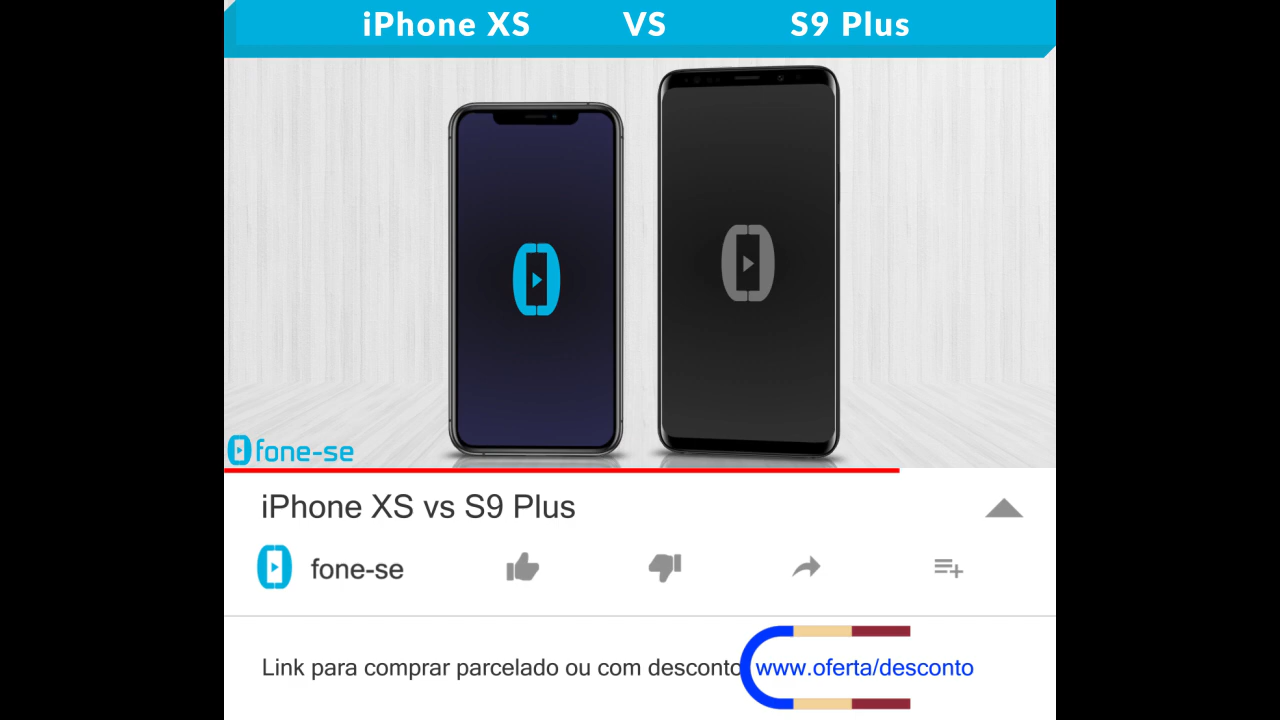 iPhone XS VS S9 Plus
fone-se
iPhone XS vs S9 Plus
fone-se
Link para comprar parcelado ou com desconto www.oferta/desconto